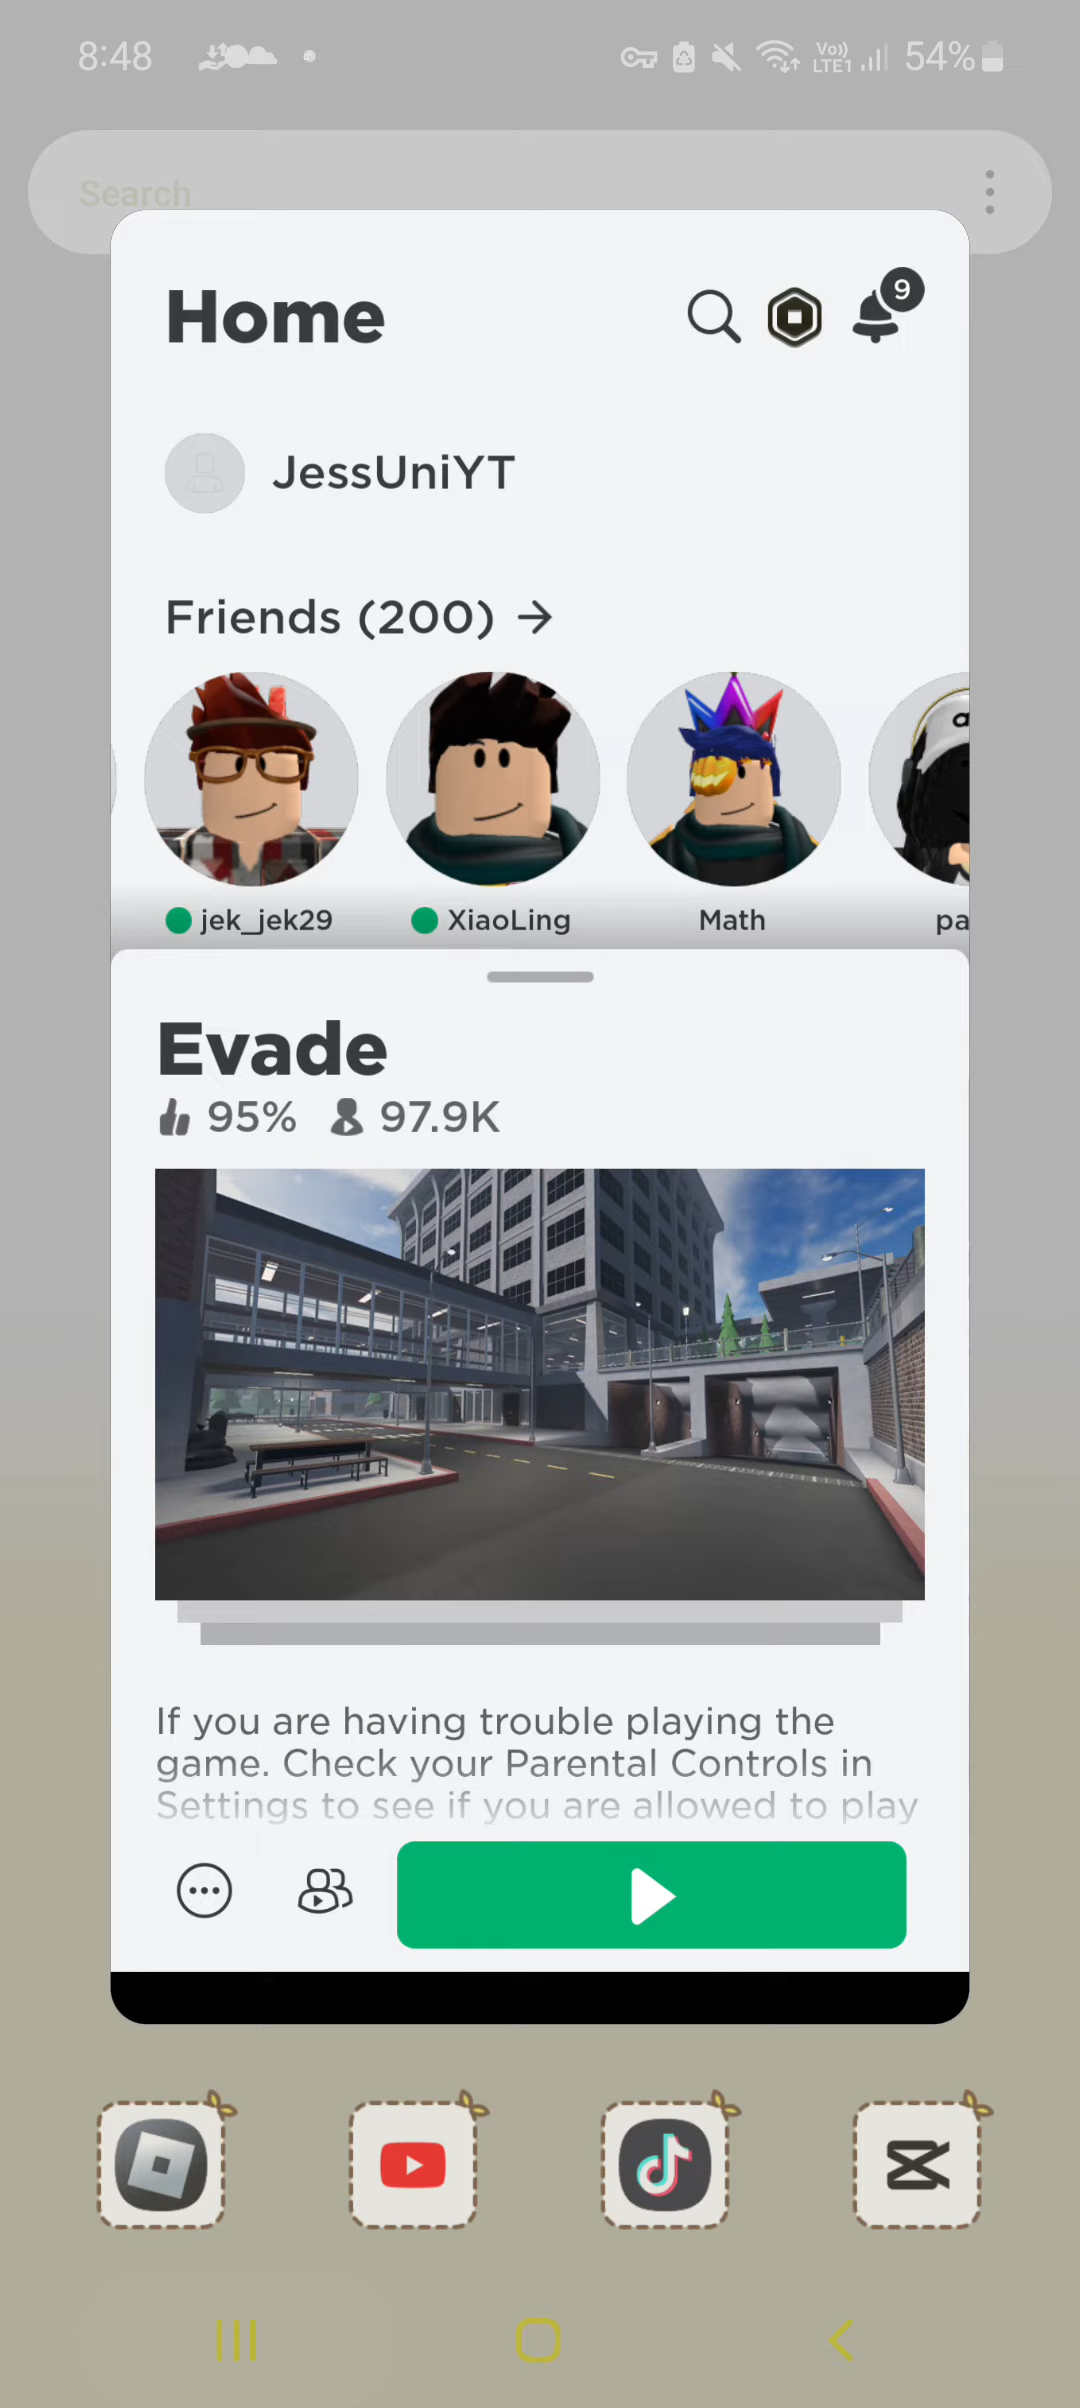 8:48
Vo))
LTE1
54%
Search
Home
9
JessUniYT
Friends (200) →
jek_jek29
XiaoLing
Math
pa
Evade
95%
97.9K
If you are having trouble playing the
game. Check your Parental Controls in
Settings to see if you are allowed to play